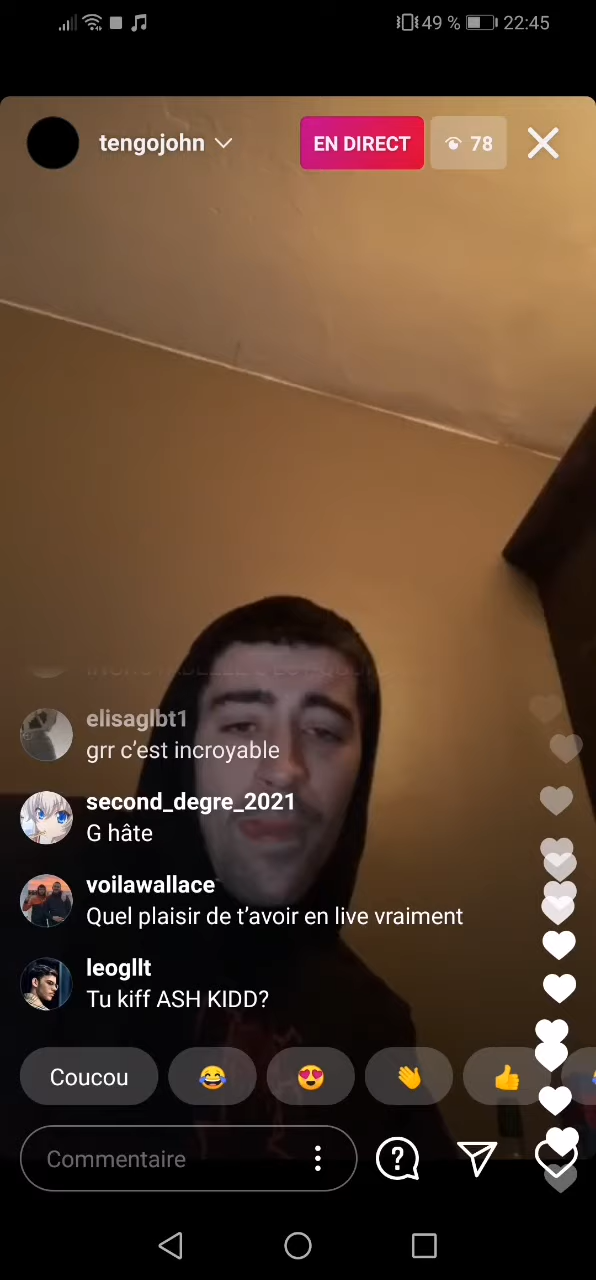 49 % 22:45
tengojohn EN DIRECT 78
elisaglbt1
grr c’est incroyable
second_degre_2021
G hâte
voilawallace
Quel plaisir de t’avoir en live vraiment
leogllt
Tu kiff ASH KIDD?
Coucou
Commentaire